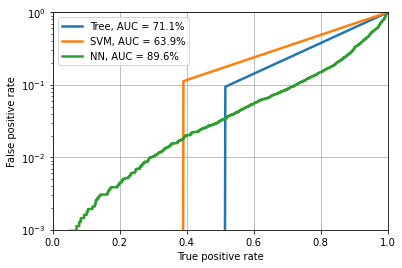 Tree, AUC = 71.1%
SVM, AUC = 63.9%
NN, AUC = 89.6%
False positive rate
10⁰
10⁻¹
10⁻²
10⁻³
0.0 0.2 0.4 0.6 0.8 1.0
True positive rate